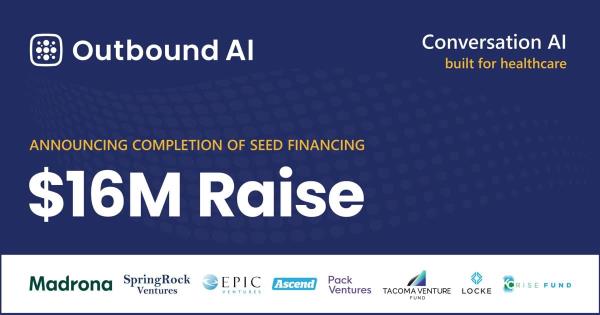 Outbound AI
Conversation AI
built for healthcare
ANNOUNCING COMPLETION OF SEED FINANCING
$16M Raise
Madrona
SpringRock
Ventures
EPIC
VENTURES
Ascend
Pack
Ventures
TACOMA VENTURE
FUND
LOCKE
RISE FUND